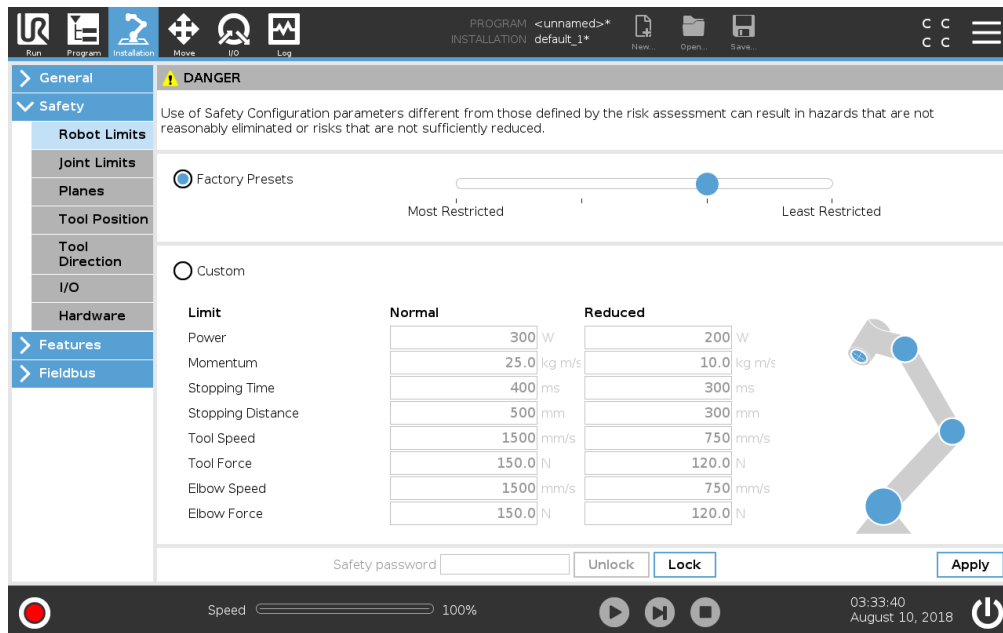 UR
Run
Program
Installation
Move
I/O
Log
PROGRAM <unnamed>*
INSTALLATION default_1*
New...
Open...
Save...
C C
C C
General
Safety
Robot Limits
Joint Limits
Planes
Tool Position
Tool
Direction
I/O
Hardware
Features
Fieldbus
DANGER
Use of Safety Configuration parameters different from those defined by the risk assessment can result in hazards that are not
reasonably eliminated or risks that are not sufficiently reduced.
Factory Presets
Most Restricted Least Restricted
Custom
Limit Normal Reduced
Power 300 W 200 W
Momentum 25.0 kg m/s 10.0 kg m/s
Stopping Time 400 ms 300 ms
Stopping Distance 500 mm 300 mm
Tool Speed 1500 mm/s 750 mm/s
Tool Force 150.0 N 120.0 N
Elbow Speed 1500 mm/s 750 mm/s
Elbow Force 150.0 N 120.0 N
Safety password Unlock Lock Apply
Speed 100%
03:33:40
August 10, 2018